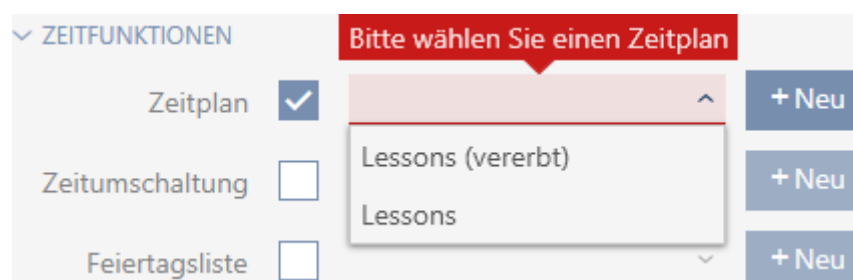 ZEITFUNKTIONEN
Bitte wählen Sie einen Zeitplan
Zeitplan
+ Neu
Lessons (vererbt)
Zeitumschaltung
+ Neu
Lessons
Feiertagsliste
+ Neu